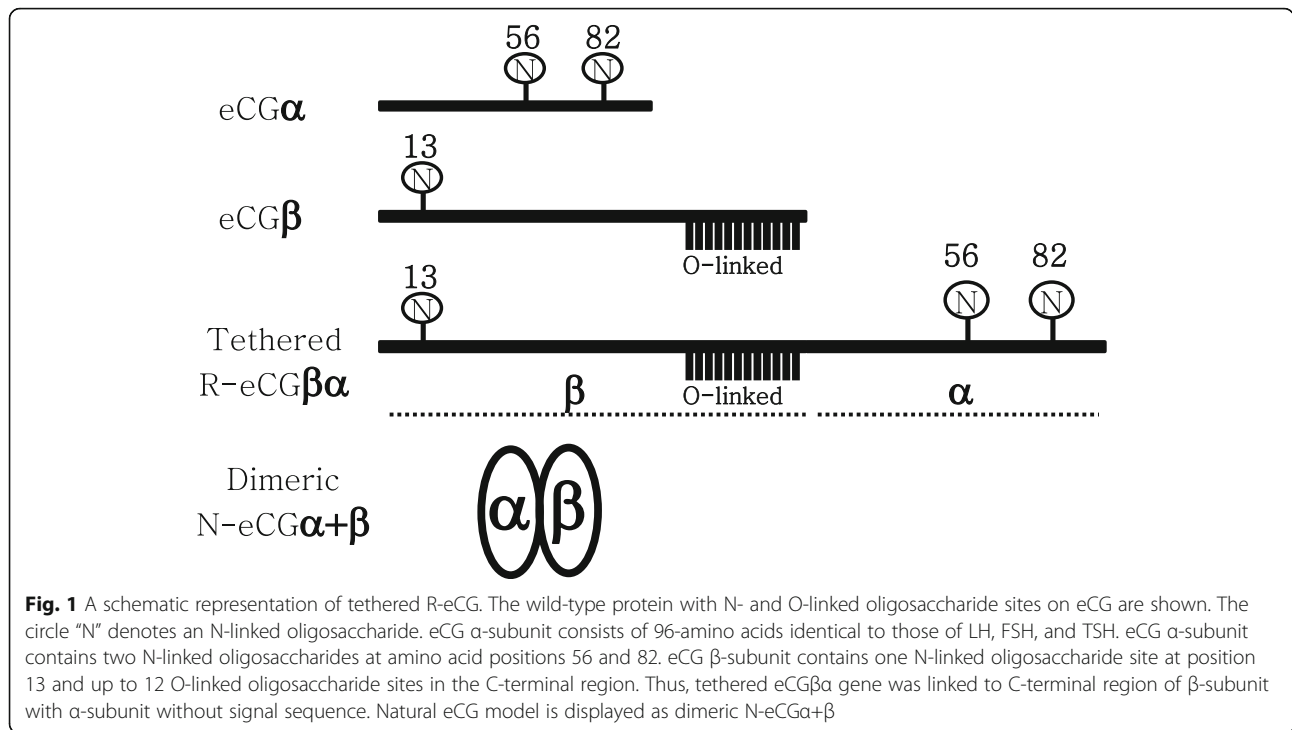 56 82
N N
eCGα
13
N
eCGβ
O-linked
56 82
13
N N N
Tethered
R-eCGβα
β O-linked α
Dimeric
N-eCGα+β
α β
Fig. 1 A schematic representation of tethered R-eCG. The wild-type protein with N- and O-linked oligosaccharide sites on eCG are shown. The
circle "N" denotes an N-linked oligosaccharide. eCG α-subunit consists of 96-amino acids identical to those of LH, FSH, and TSH. eCG α-subunit
contains two N-linked oligosaccharides at amino acid positions 56 and 82. eCG β-subunit contains one N-linked oligosaccharide site at position
13 and up to 12 O-linked oligosaccharide sites in the C-terminal region. Thus, tethered eCGβα gene was linked to C-terminal region of β-subunit
with α-subunit without signal sequence. Natural eCG model is displayed as dimeric N-eCGα+β